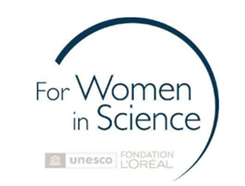 For Women
in Science
unesco FONDATION
L'ORÉAL